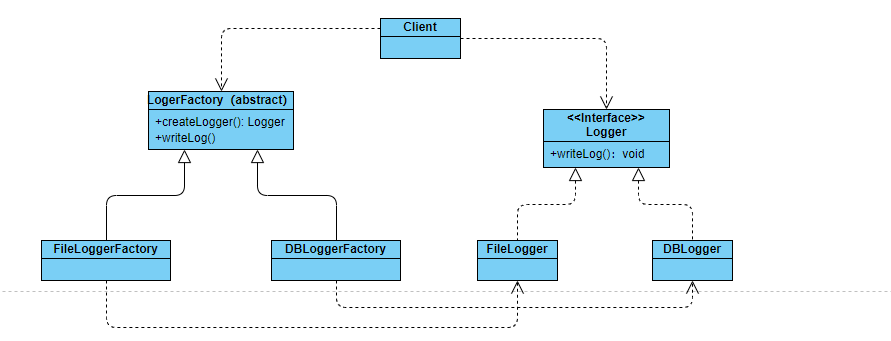 Client
LogerFactory (abstract)
+createLogger(): Logger
+writeLog()
<<Interface>>
Logger
+writeLog(): void
FileLoggerFactory
DBLoggerFactory
FileLogger
DBLogger